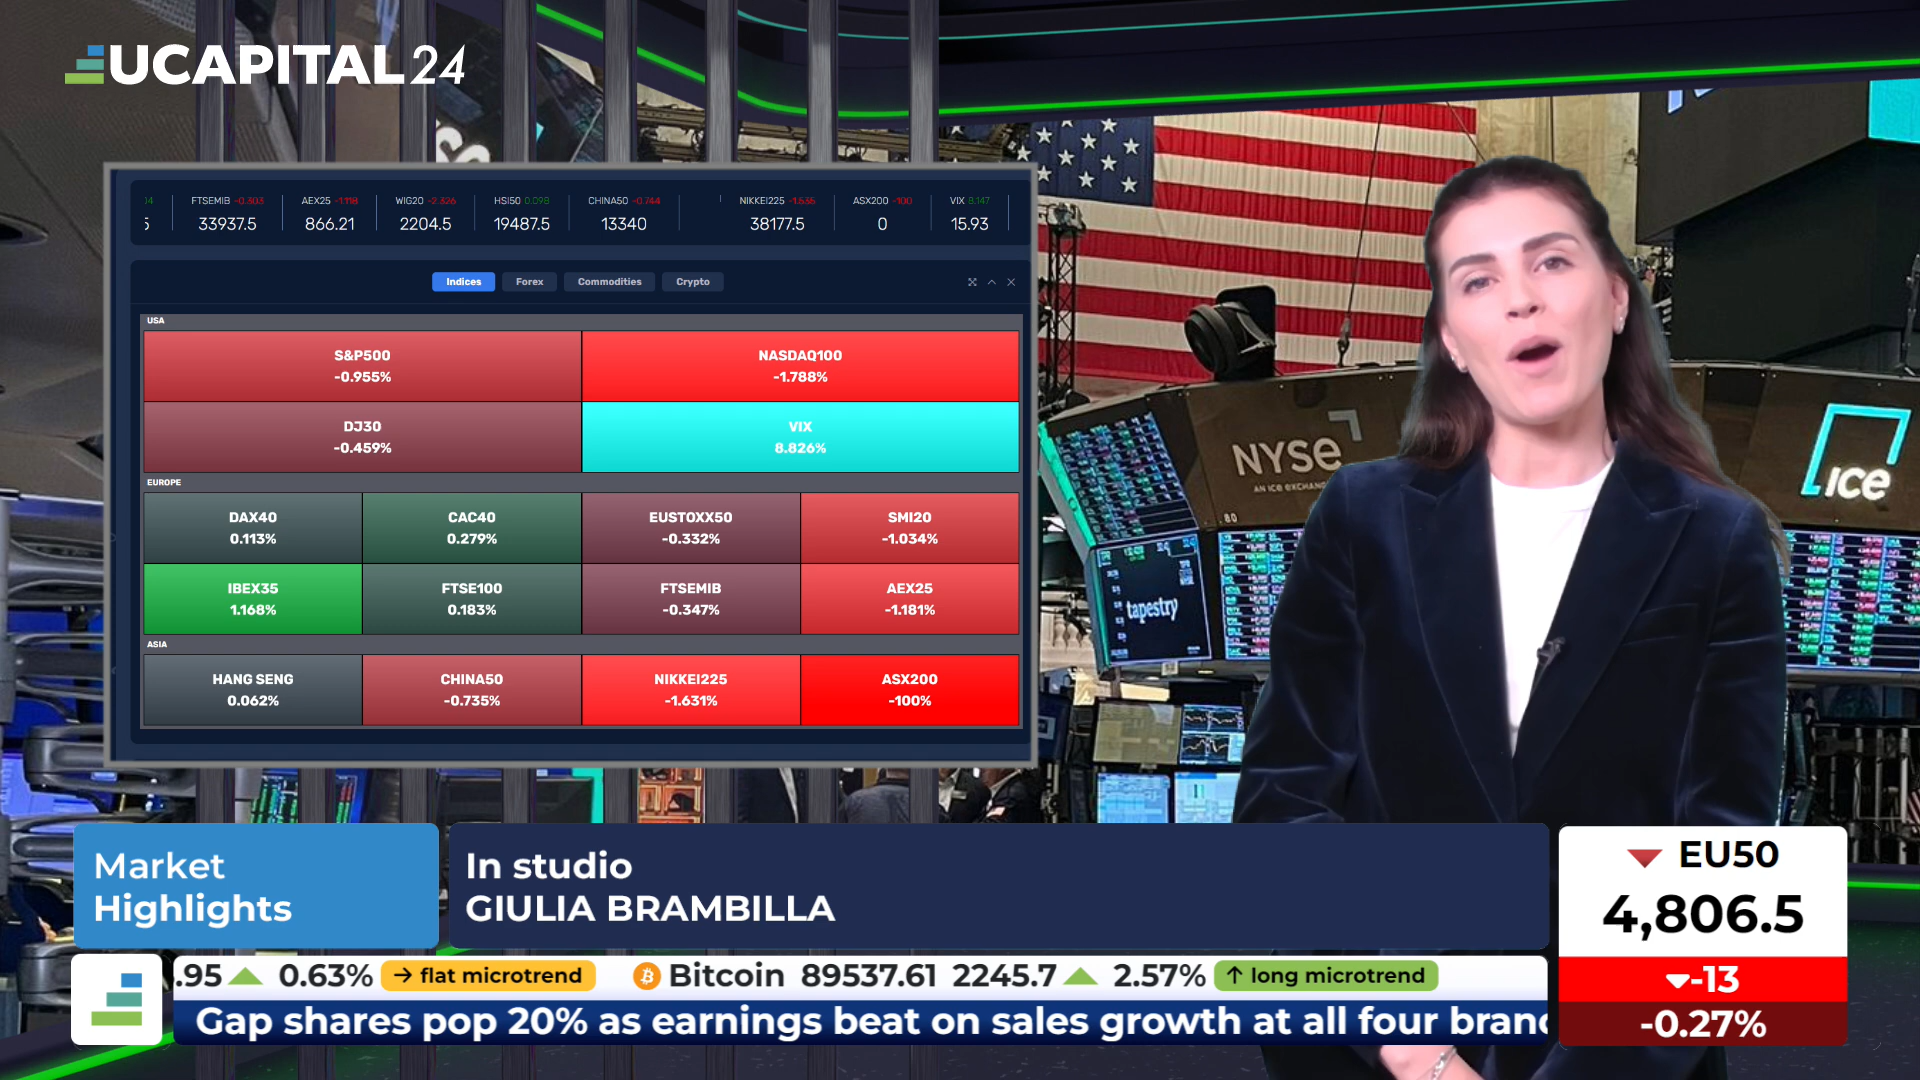 UCAPITAL 24
FTSEMIB -0.303 AEX25 -1.118 WIG20 -2.326 HSI50 0.098 CHINA50 -0.744 NIKKEI225 -1.535 ASX200 -100 VIX 8.147
33937.5 866.21 2204.5 19487.5 13340 38177.5 0 15.93
Indices Forex Commodities Crypto
USA
S&P500 NASDAQ100
-0.955% -1.788%
DJ30 VIX
-0.459% 8.826%
EUROPE
DAX40 CAC40 EUSTOXX50 SMI20
0.113% 0.279% -0.332% -1.034%
IBEX35 FTSE100 FTSEMIB AEX25
1.168% 0.183% -0.347% -1.181%
ASIA
HANG SENG CHINA50 NIKKEI225 ASX200
0.062% -0.735% -1.631% -100%
NYSE
AN ICE EXCHANG
ICE
80
tapestry
Market
Highlights
In studio
GIULIA BRAMBILLA
EU50
4,806.5
-13
-0.27%
.95 0.63% → flat microtrend Bitcoin 89537.61 2245.7 2.57% ↑ long microtrend
Gap shares pop 20% as earnings beat on sales growth at all four branc